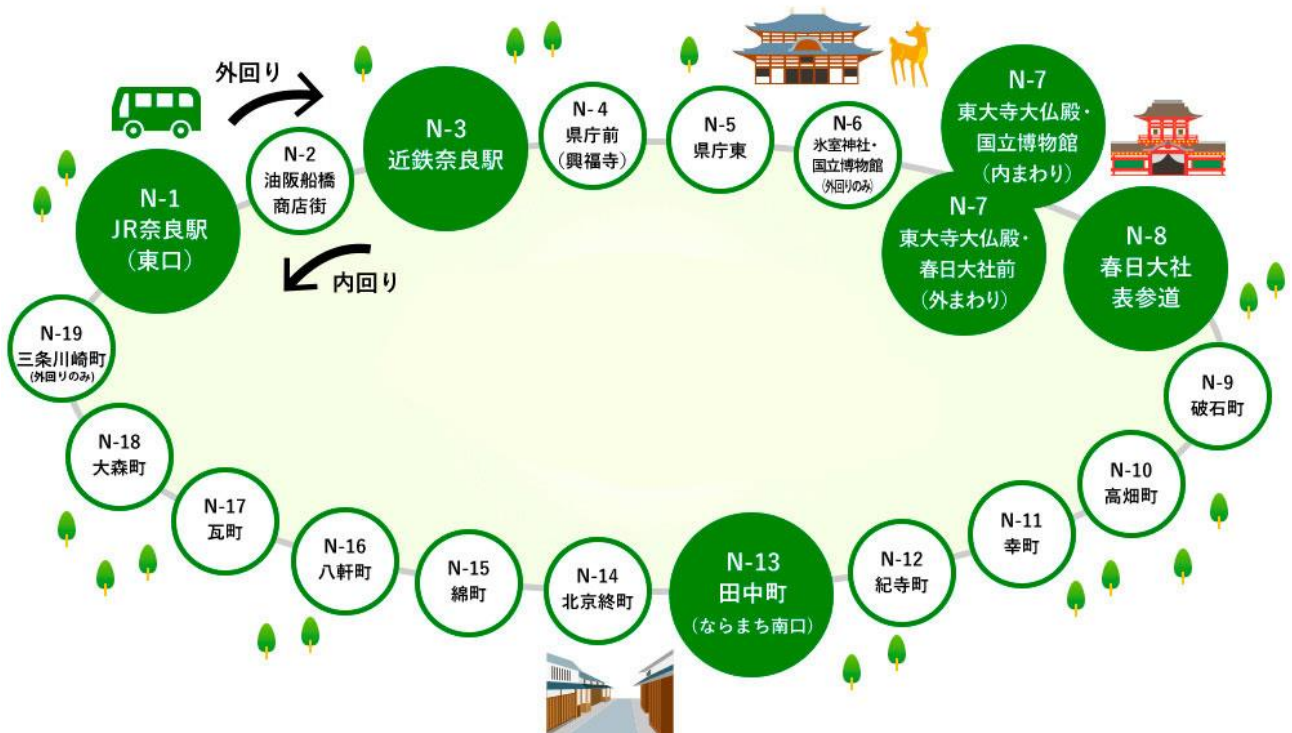 外回り
内回り
N-1
JR奈良駅
(東口)
N-2
油阪船橋
商店街
N-3
近鉄奈良駅
N-4
県庁前
(興福寺)
N-5
県庁東
N-6
氷室神社・
国立博物館
(外回りのみ)
N-7
東大寺大仏殿・
国立博物館
(内まわり)
N-7
東大寺大仏殿・
春日大社前
(外まわり)
N-8
春日大社
表参道
N-9
破石町
N-10
高畑町
N-11
幸町
N-12
紀寺町
N-13
田中町
(ならまち南口)
N-14
北京終町
N-15
綿町
N-16
八軒町
N-17
瓦町
N-18
大森町
N-19
三条川崎町
(外回りのみ)